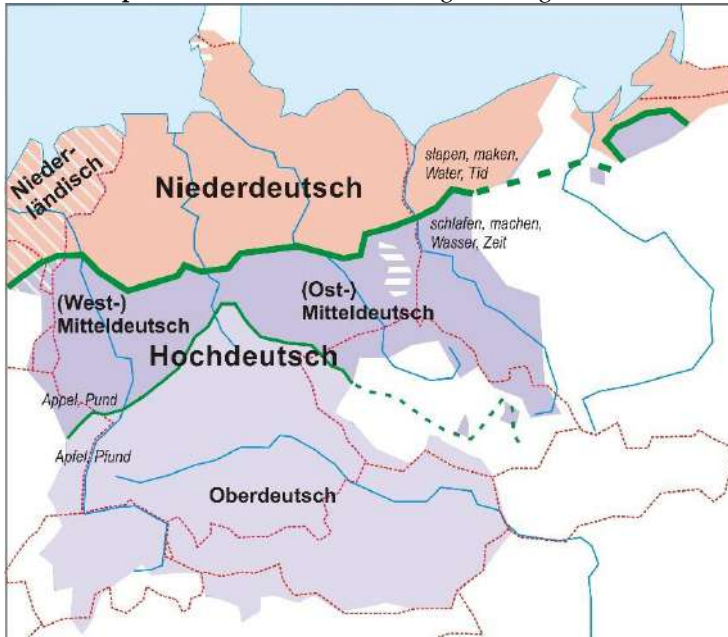 Nieder-
ländisch
Niederdeutsch
slapen, maken,
Water, Tid
schlafen, machen,
Wasser, Zeit
(West-)
Mitteldeutsch
(Ost-)
Mitteldeutsch
Hochdeutsch
Appel, Pund
Apfel, Pfund
Oberdeutsch